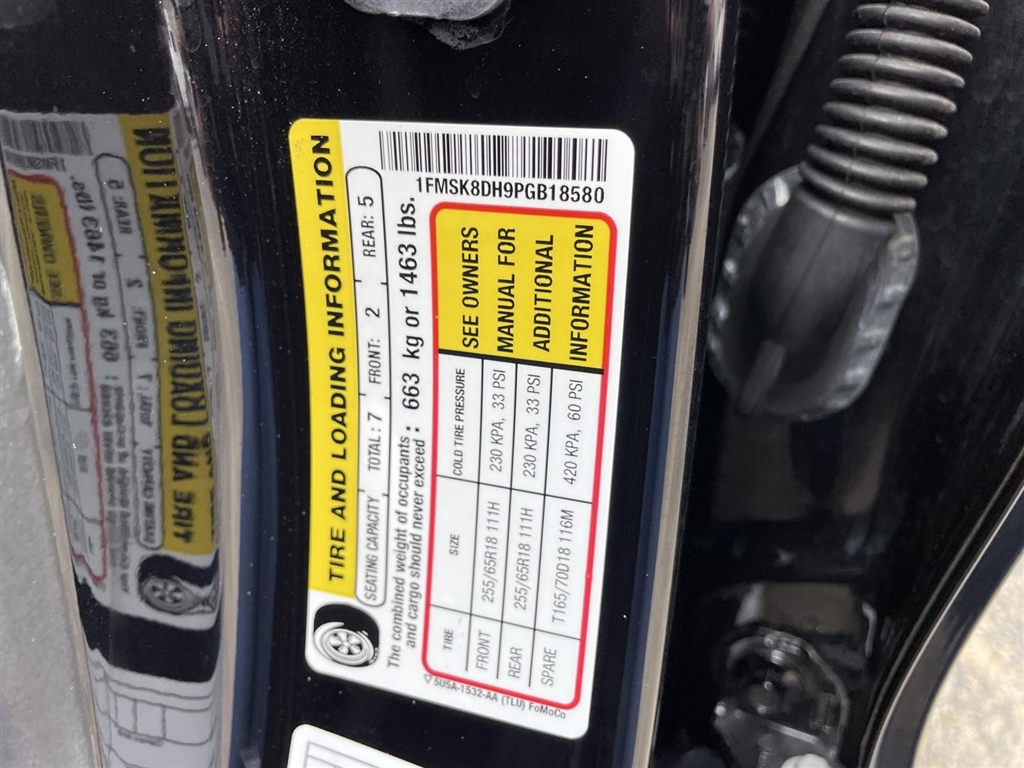 TIRE AND LOADING INFORMATION
SEATING CAPACITY TOTAL: 7 FRONT: 2 REAR: 5
The combined weight of occupants and cargo should never exceed: 663 kg or 1463 lbs.
TIRE SIZE COLD TIRE PRESSURE
FRONT 255/65R18 111H 230 KPA, 33 PSI
REAR 255/65R18 111H 230 KPA, 33 PSI
SPARE T165/70D18 116M 420 KPA, 60 PSI
SEE OWNERS
MANUAL FOR
ADDITIONAL
INFORMATION
1FMSK8DH9PGB18580
5U5A-1532-AA (TLU) FoMoCo